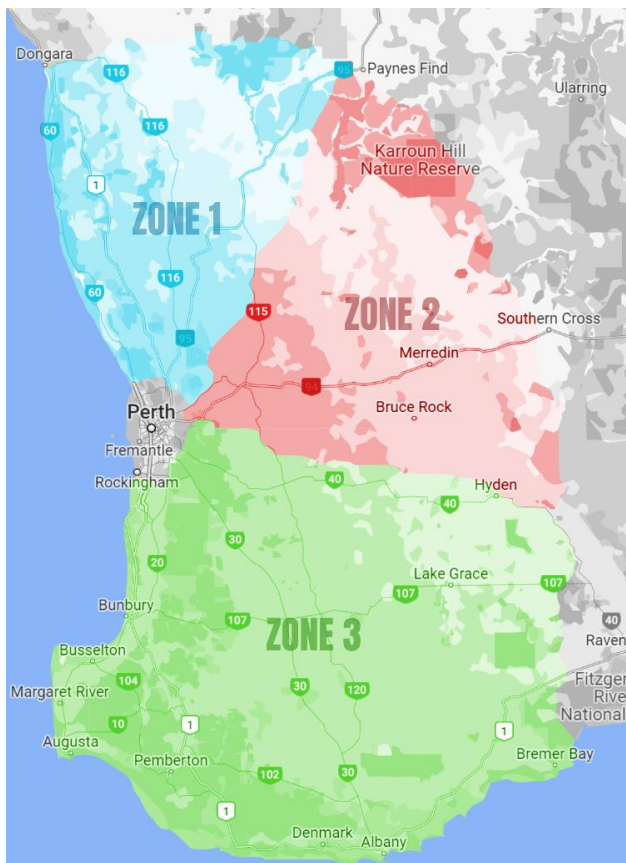 Dongara
116
95
Paynes Find
Ularring
60
116
Karroun Hill
Nature Reserve
1
ZONE 1
116
60
115
ZONE 2
Southern Cross
95
Merredin
94
Bruce Rock
Perth
Fremantle
Rockingham
40
Hyden
40
30
20
Lake Grace
107
107
Bunbury
107
40
ZONE 3
Raven
Busselton
104
30
120
Fitzger
River
National
Margaret River
10
1
1
Augusta
Bremer Bay
Pemberton
102
30
1
Denmark
Albany